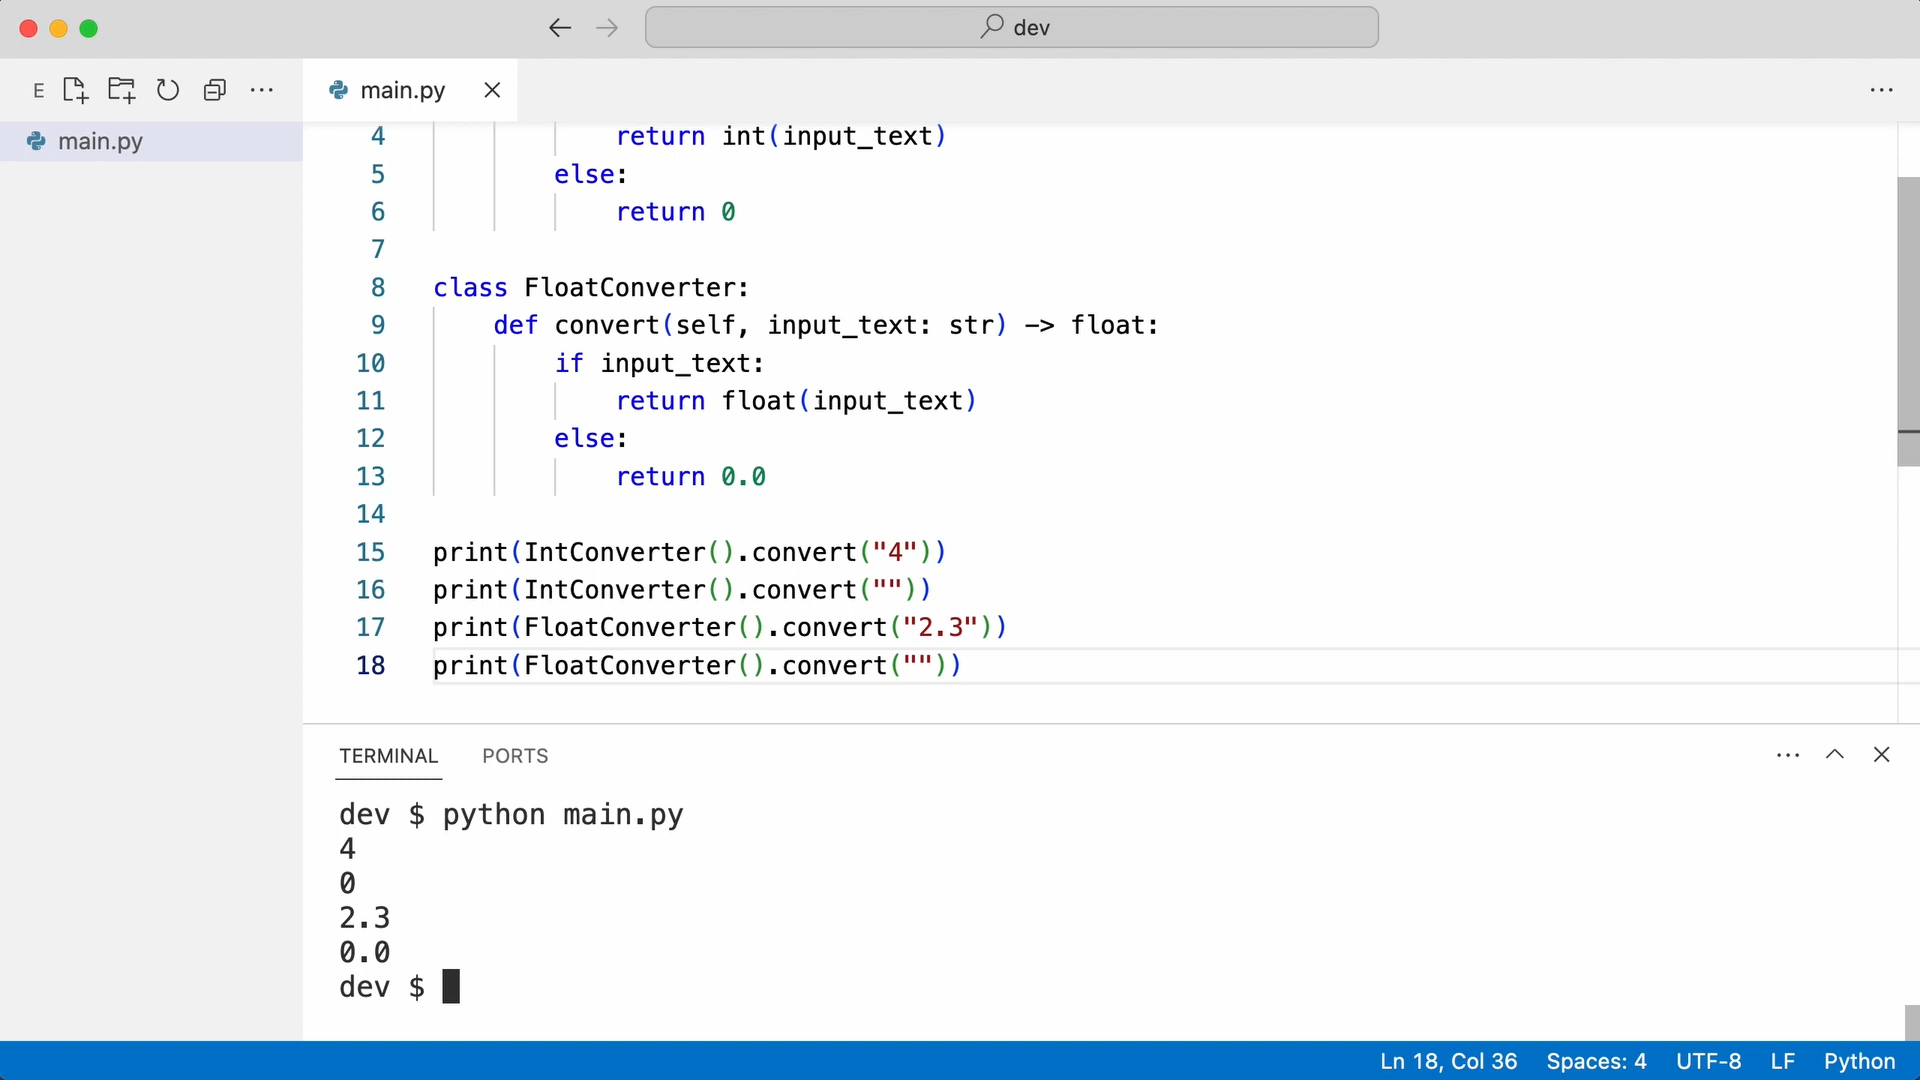 dev
E
main.py
...
main.py
4 return int(input_text)
5 else:
6 return 0
7
8 class FloatConverter:
9 def convert(self, input_text: str) -> float:
10 if input_text:
11 return float(input_text)
12 else:
13 return 0.0
14
15 print(IntConverter().convert("4"))
16 print(IntConverter().convert(""))
17 print(FloatConverter().convert("2.3"))
18 print(FloatConverter().convert(""))
TERMINAL PORTS
dev $ python main.py
4
0
2.3
0.0
dev $
Ln 18, Col 36 Spaces: 4 UTF-8 LF Python